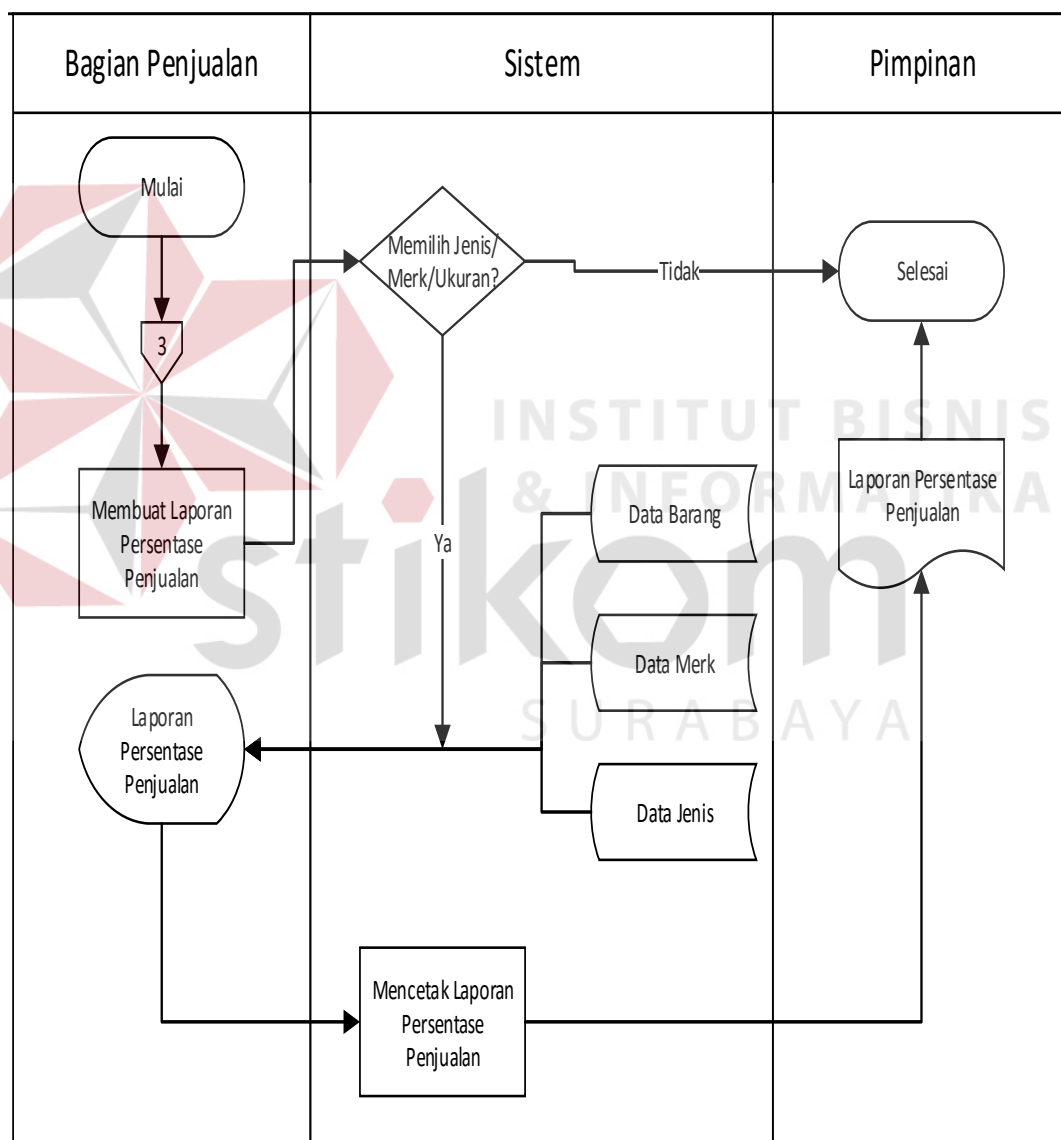 Bagian Penjualan
Sistem
Pimpinan
Mulai
3
Membuat Laporan
Persentase
Penjualan
Laporan
Persentase
Penjualan
Memilih Jenis/
Merk/Ukuran?
Tidak
Ya
Data Barang
Data Merk
Data Jenis
Mencetak Laporan
Persentase
Penjualan
Selesai
Laporan Persentase
Penjualan
INSTITUT BISNIS
& INFORMATIKA
stikom
SURABAYA